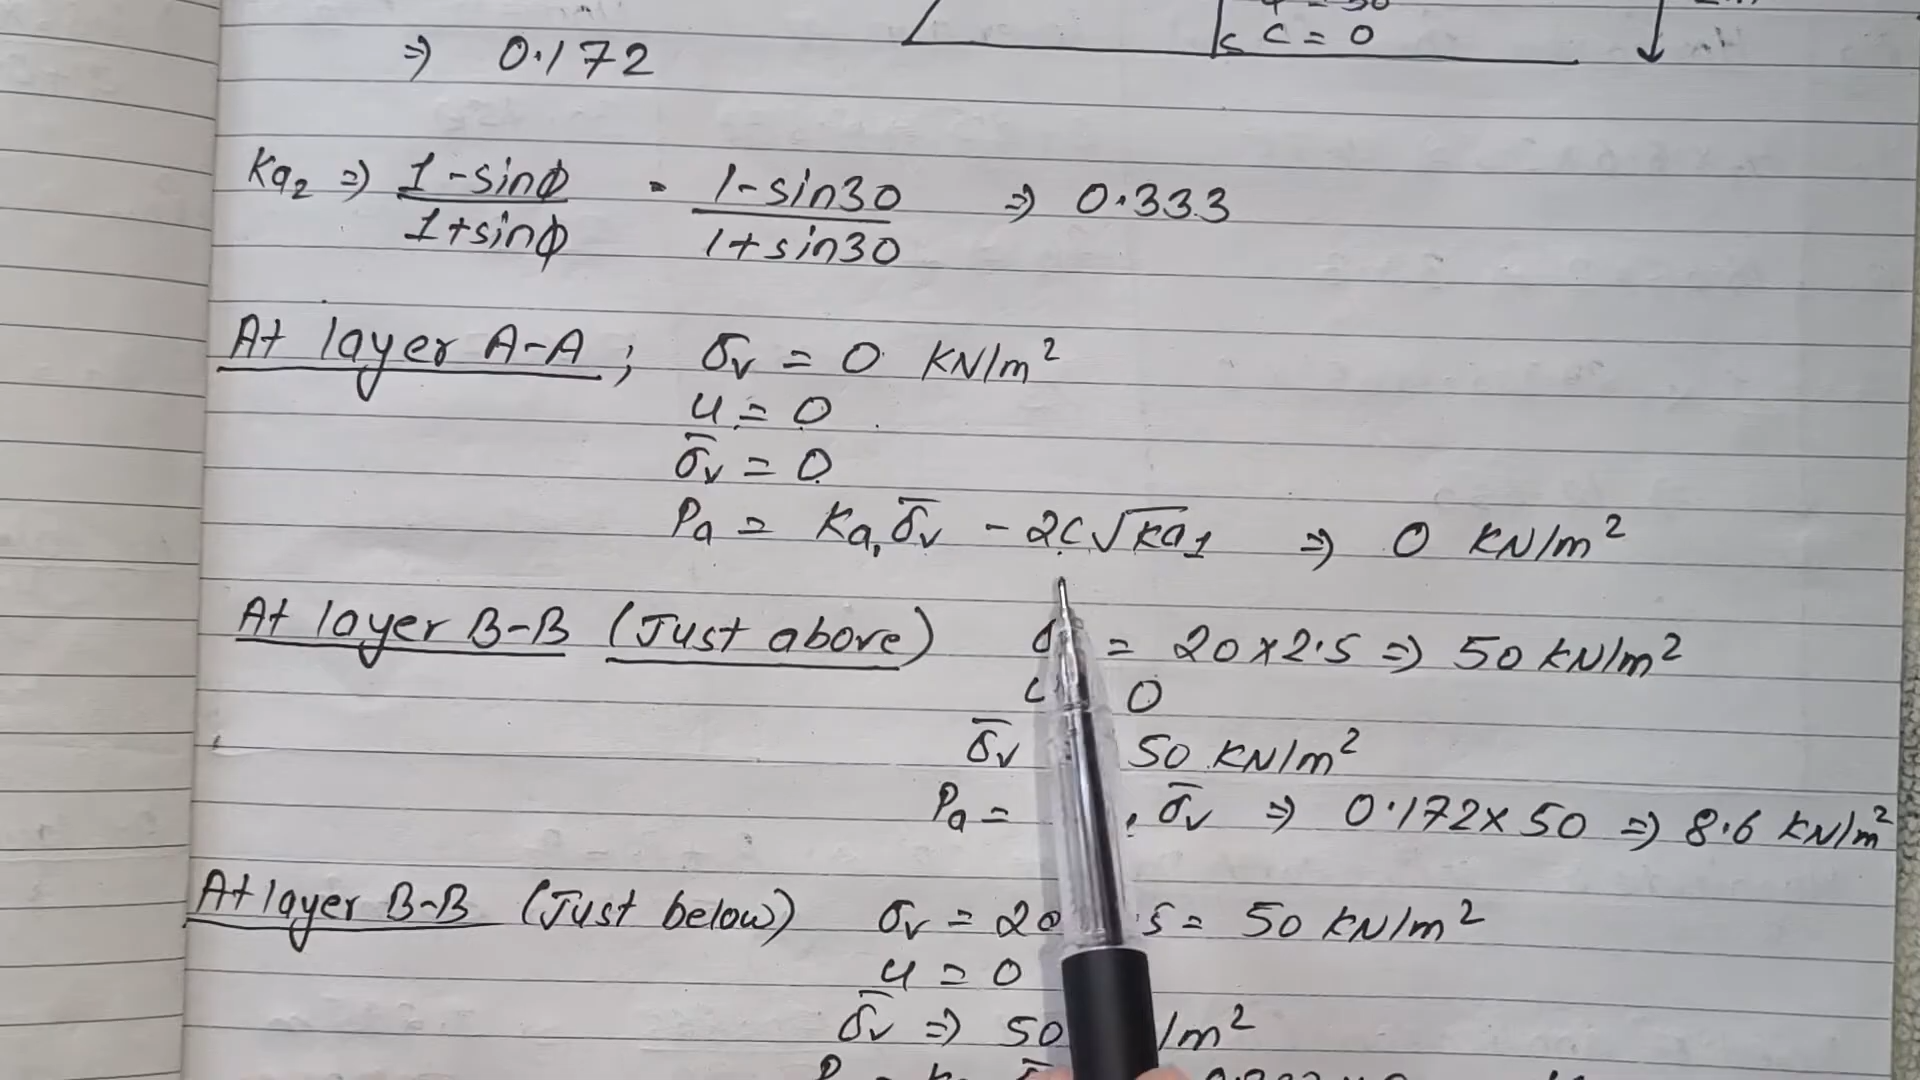 C = 0
⇒ 0.172
Ka2 ⇒ 1-sinϕ / 1+sinϕ = 1-sin30 / 1+sin30 ⇒ 0.333
At layer A-A ; σv = 0 KN/m²
u = 0
σ̄v = 0
Pa = Ka1 σ̄v - 2C√Ka1 ⇒ 0 KN/m²
At layer B-B (Just above) = 20×2.5 ⇒ 50 KN/m²
0
σ̄v 50 KN/m²
Pa = σ̄v ⇒ 0.172×50 ⇒ 8.6 KN/m²
At layer B-B (Just below) σv = 20 .5 = 50 KN/m²
u = 0
σ̄v ⇒ 50 /m²